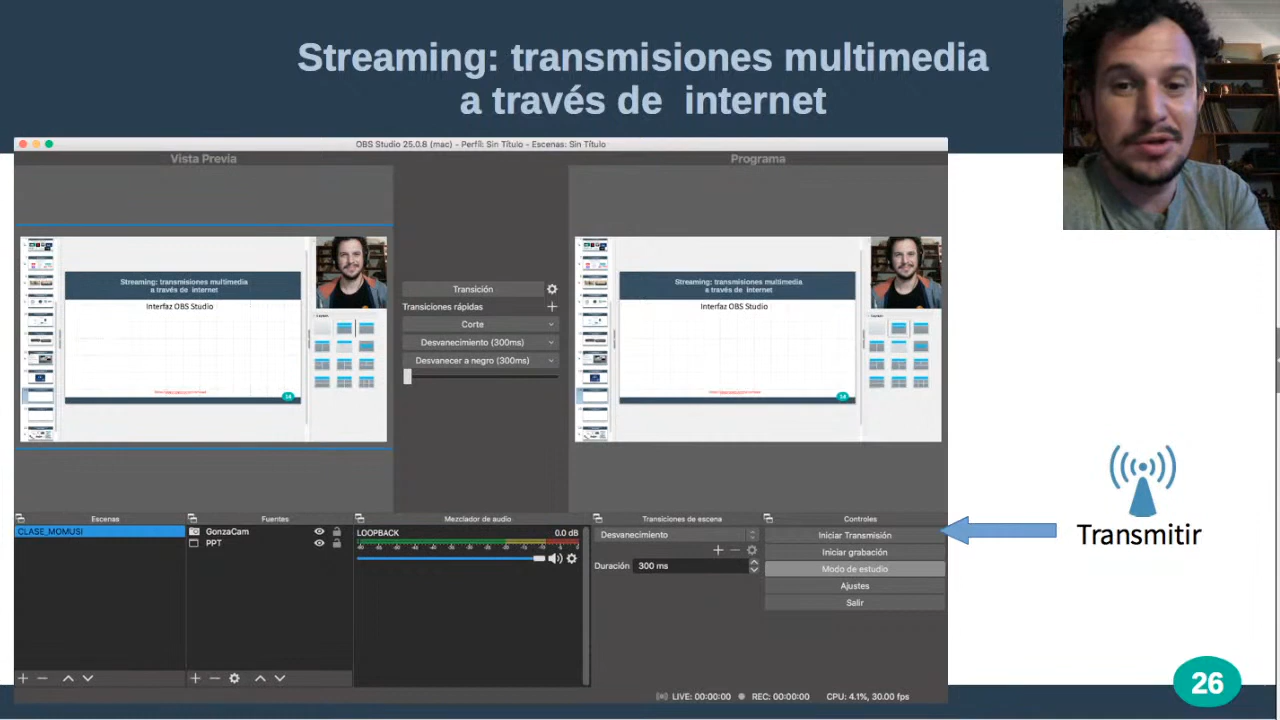 Streaming: transmisiones multimedia
a través de internet
OBS Studio 25.0.8 (mac) - Perfil: Sin Título - Escenas: Sin Título
Vista Previa
Programa
Streaming: transmisiones multimedia
a través de internet
Interfaz OBS Studio
14
Transición
Transiciones rápidas
Corte
Desvanecimiento (300ms)
Desvanecer a negro (300ms)
Streaming: transmisiones multimedia
a través de internet
Interfaz OBS Studio
14
Escenas
CLASE_MOMUSI
Fuentes
GonzaCam
PPT
Mezclador de audio
LOOPBACK 0.0 dB
Transiciones de escena
Desvanecimiento
Duración 300 ms
Controles
Iniciar Transmisión
Iniciar grabación
Modo de estudio
Ajustes
Salir
LIVE: 00:00:00 REC: 00:00:00 CPU: 4.1%, 30.00 fps
Transmitir
26